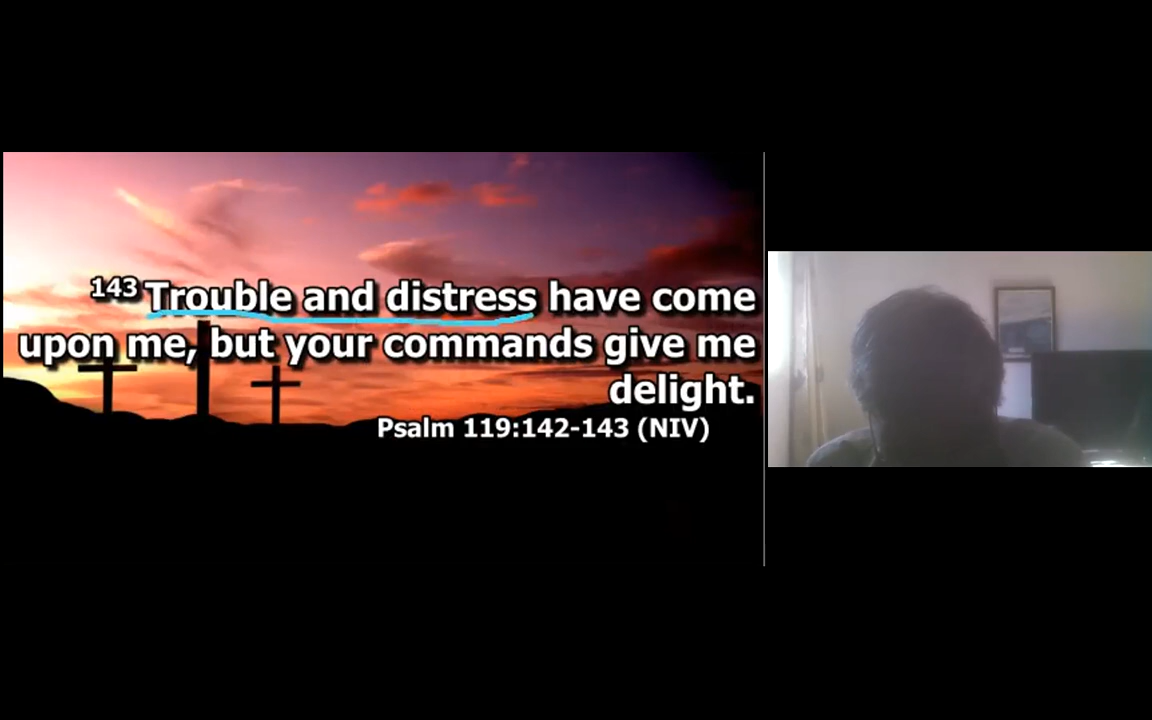 143 Trouble and distress have come
upon me, but your commands give me
delight.
Psalm 119:142-143 (NIV)